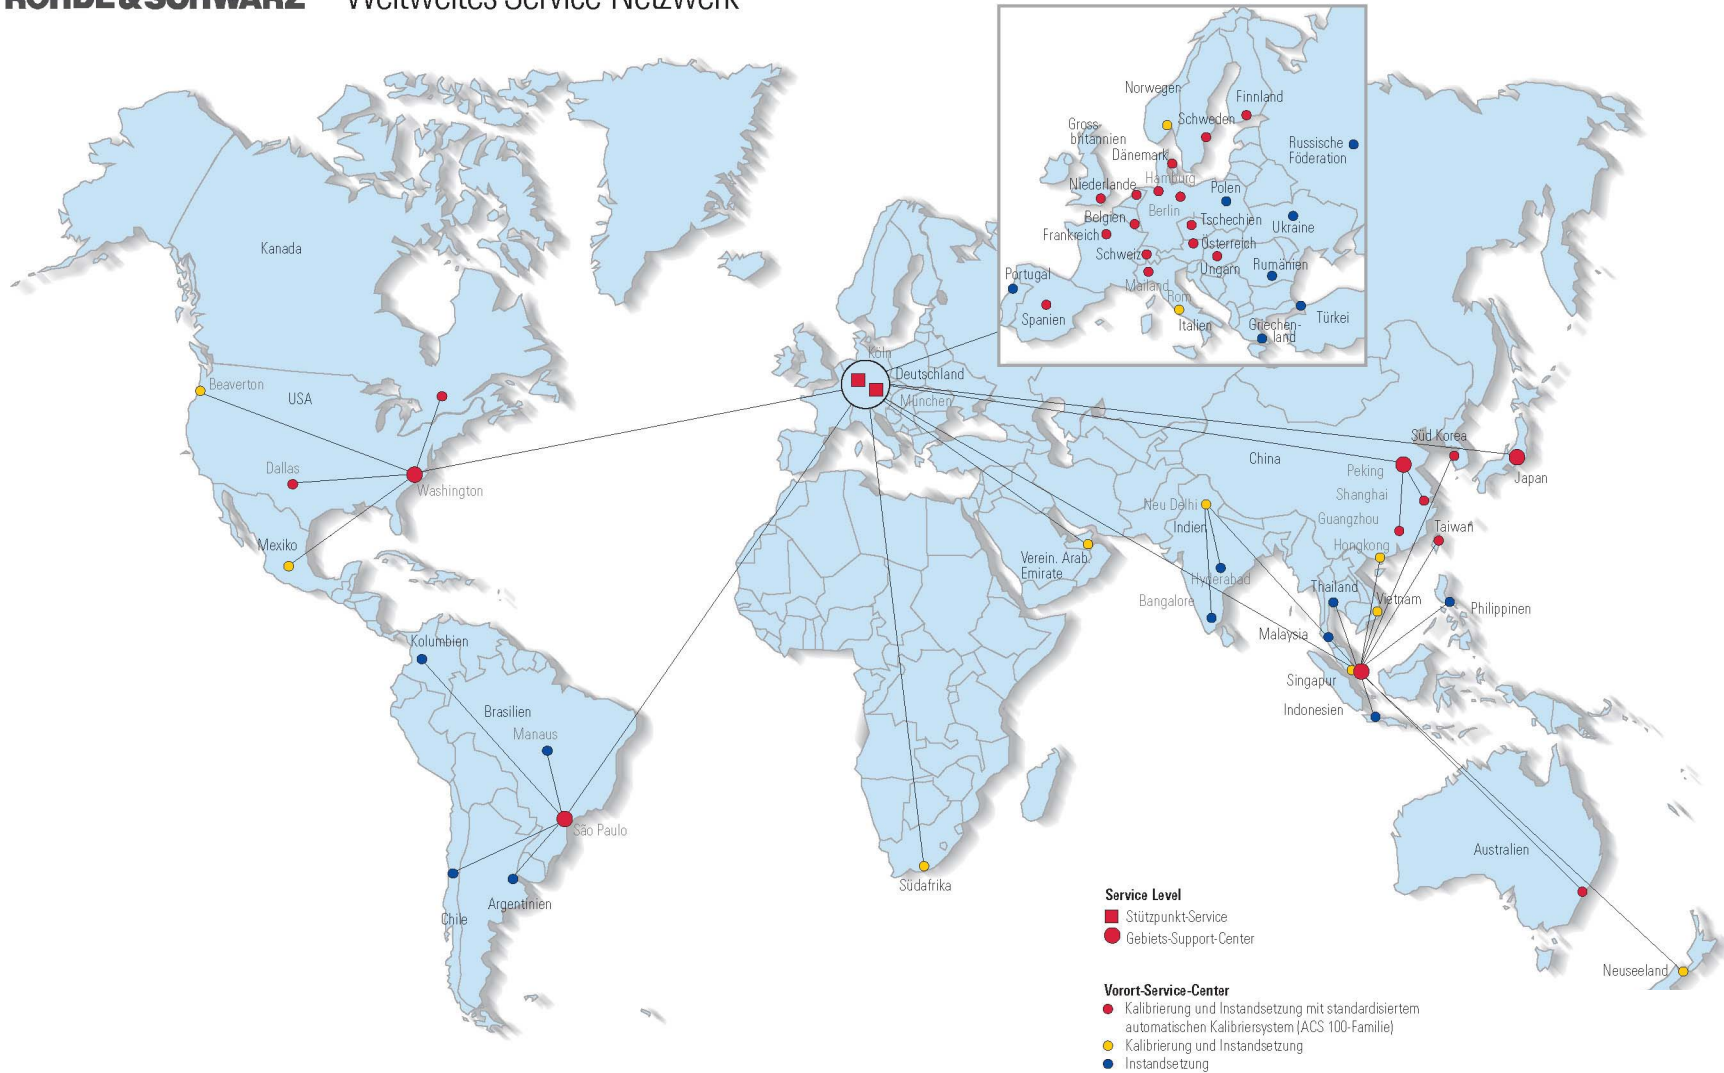 ROHDE & SCHWARZ Weltweites Service-Netzwerk
Norwegen
Finnland
Schweden
Gross-
britannien
Russische
Föderation
Dänemark
Hamburg
Niederlande
Polen
Berlin
Belgien
Tschechien
Ukraine
Frankreich
Österreich
Schweiz
Ungarn
Rumänien
Portugal
Mailand
Rom
Spanien
Italien
Griechen-
land
Türkei
Kanada
Köln
Deutschland
München
Beaverton
USA
Dallas
Washington
Mexiko
Süd Korea
China
Peking
Japan
Shanghai
Neu Delhi
Guangzhou
Indien
Taiwan
Hongkong
Verein. Arab.
Emirate
Hyderabad
Thailand
Bangalore
Vietnam
Philippinen
Malaysia
Kolumbien
Singapur
Indonesien
Brasilien
Manaus
São Paulo
Australien
Südafrika
Argentinien
Chile
Neuseeland
Service Level
Stützpunkt-Service
Gebiets-Support-Center
Vorort-Service-Center
Kalibrierung und Instandsetzung mit standardisiertem
automatischen Kalibriersystem (ACS 100-Familie)
Kalibrierung und Instandsetzung
Instandsetzung